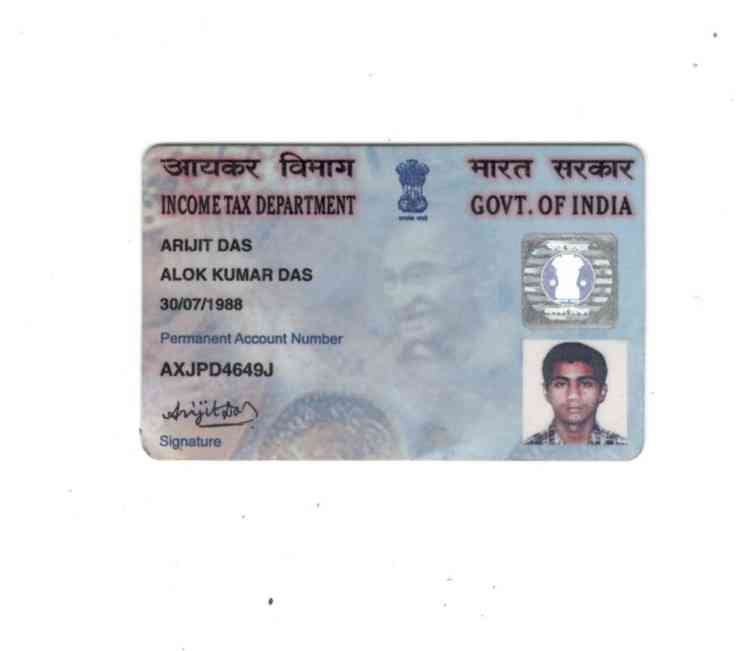 आयकर विभाग
INCOME TAX DEPARTMENT
भारत सरकार
GOVT. OF INDIA
ARIJIT DAS
ALOK KUMAR DAS
30/07/1988
Permanent Account Number
AXJPD4649J
Arijit Das
Signature